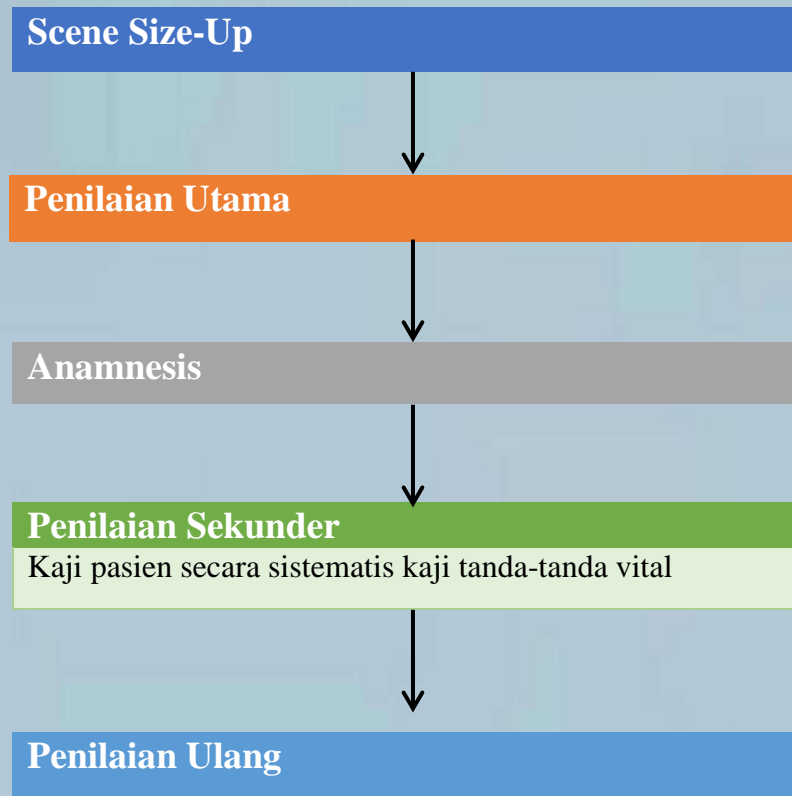 Scene Size-Up
Penilaian Utama
Anamnesis
Penilaian Sekunder
Kaji pasien secara sistematis kaji tanda-tanda vital
Penilaian Ulang